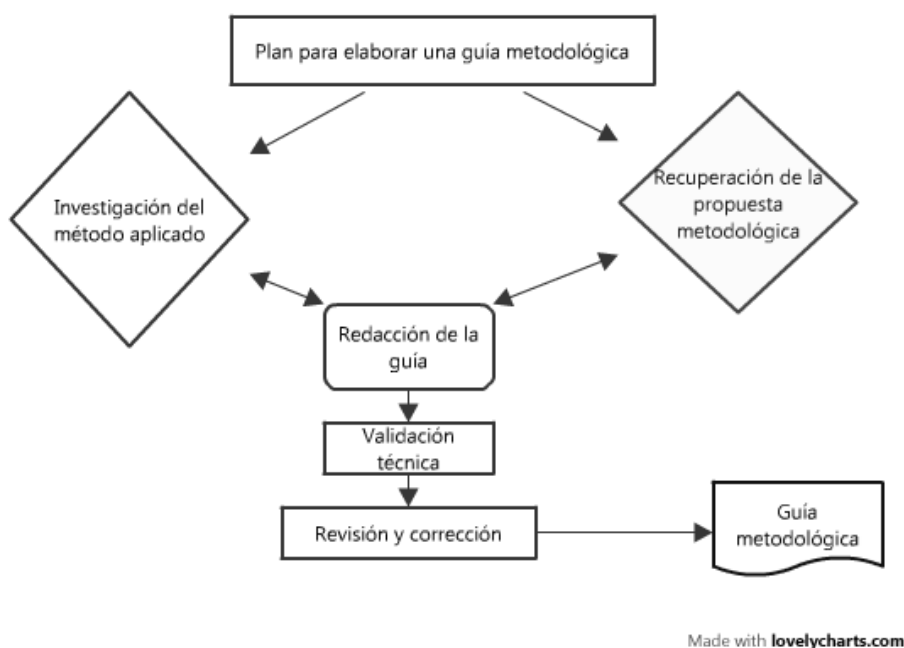 Plan para elaborar una guía metodológica
Investigación del
método aplicado
Recuperación de la
propuesta
metodológica
Redacción de la
guía
Validación
técnica
Revisión y corrección
Guía
metodológica
Made with lovelycharts.com